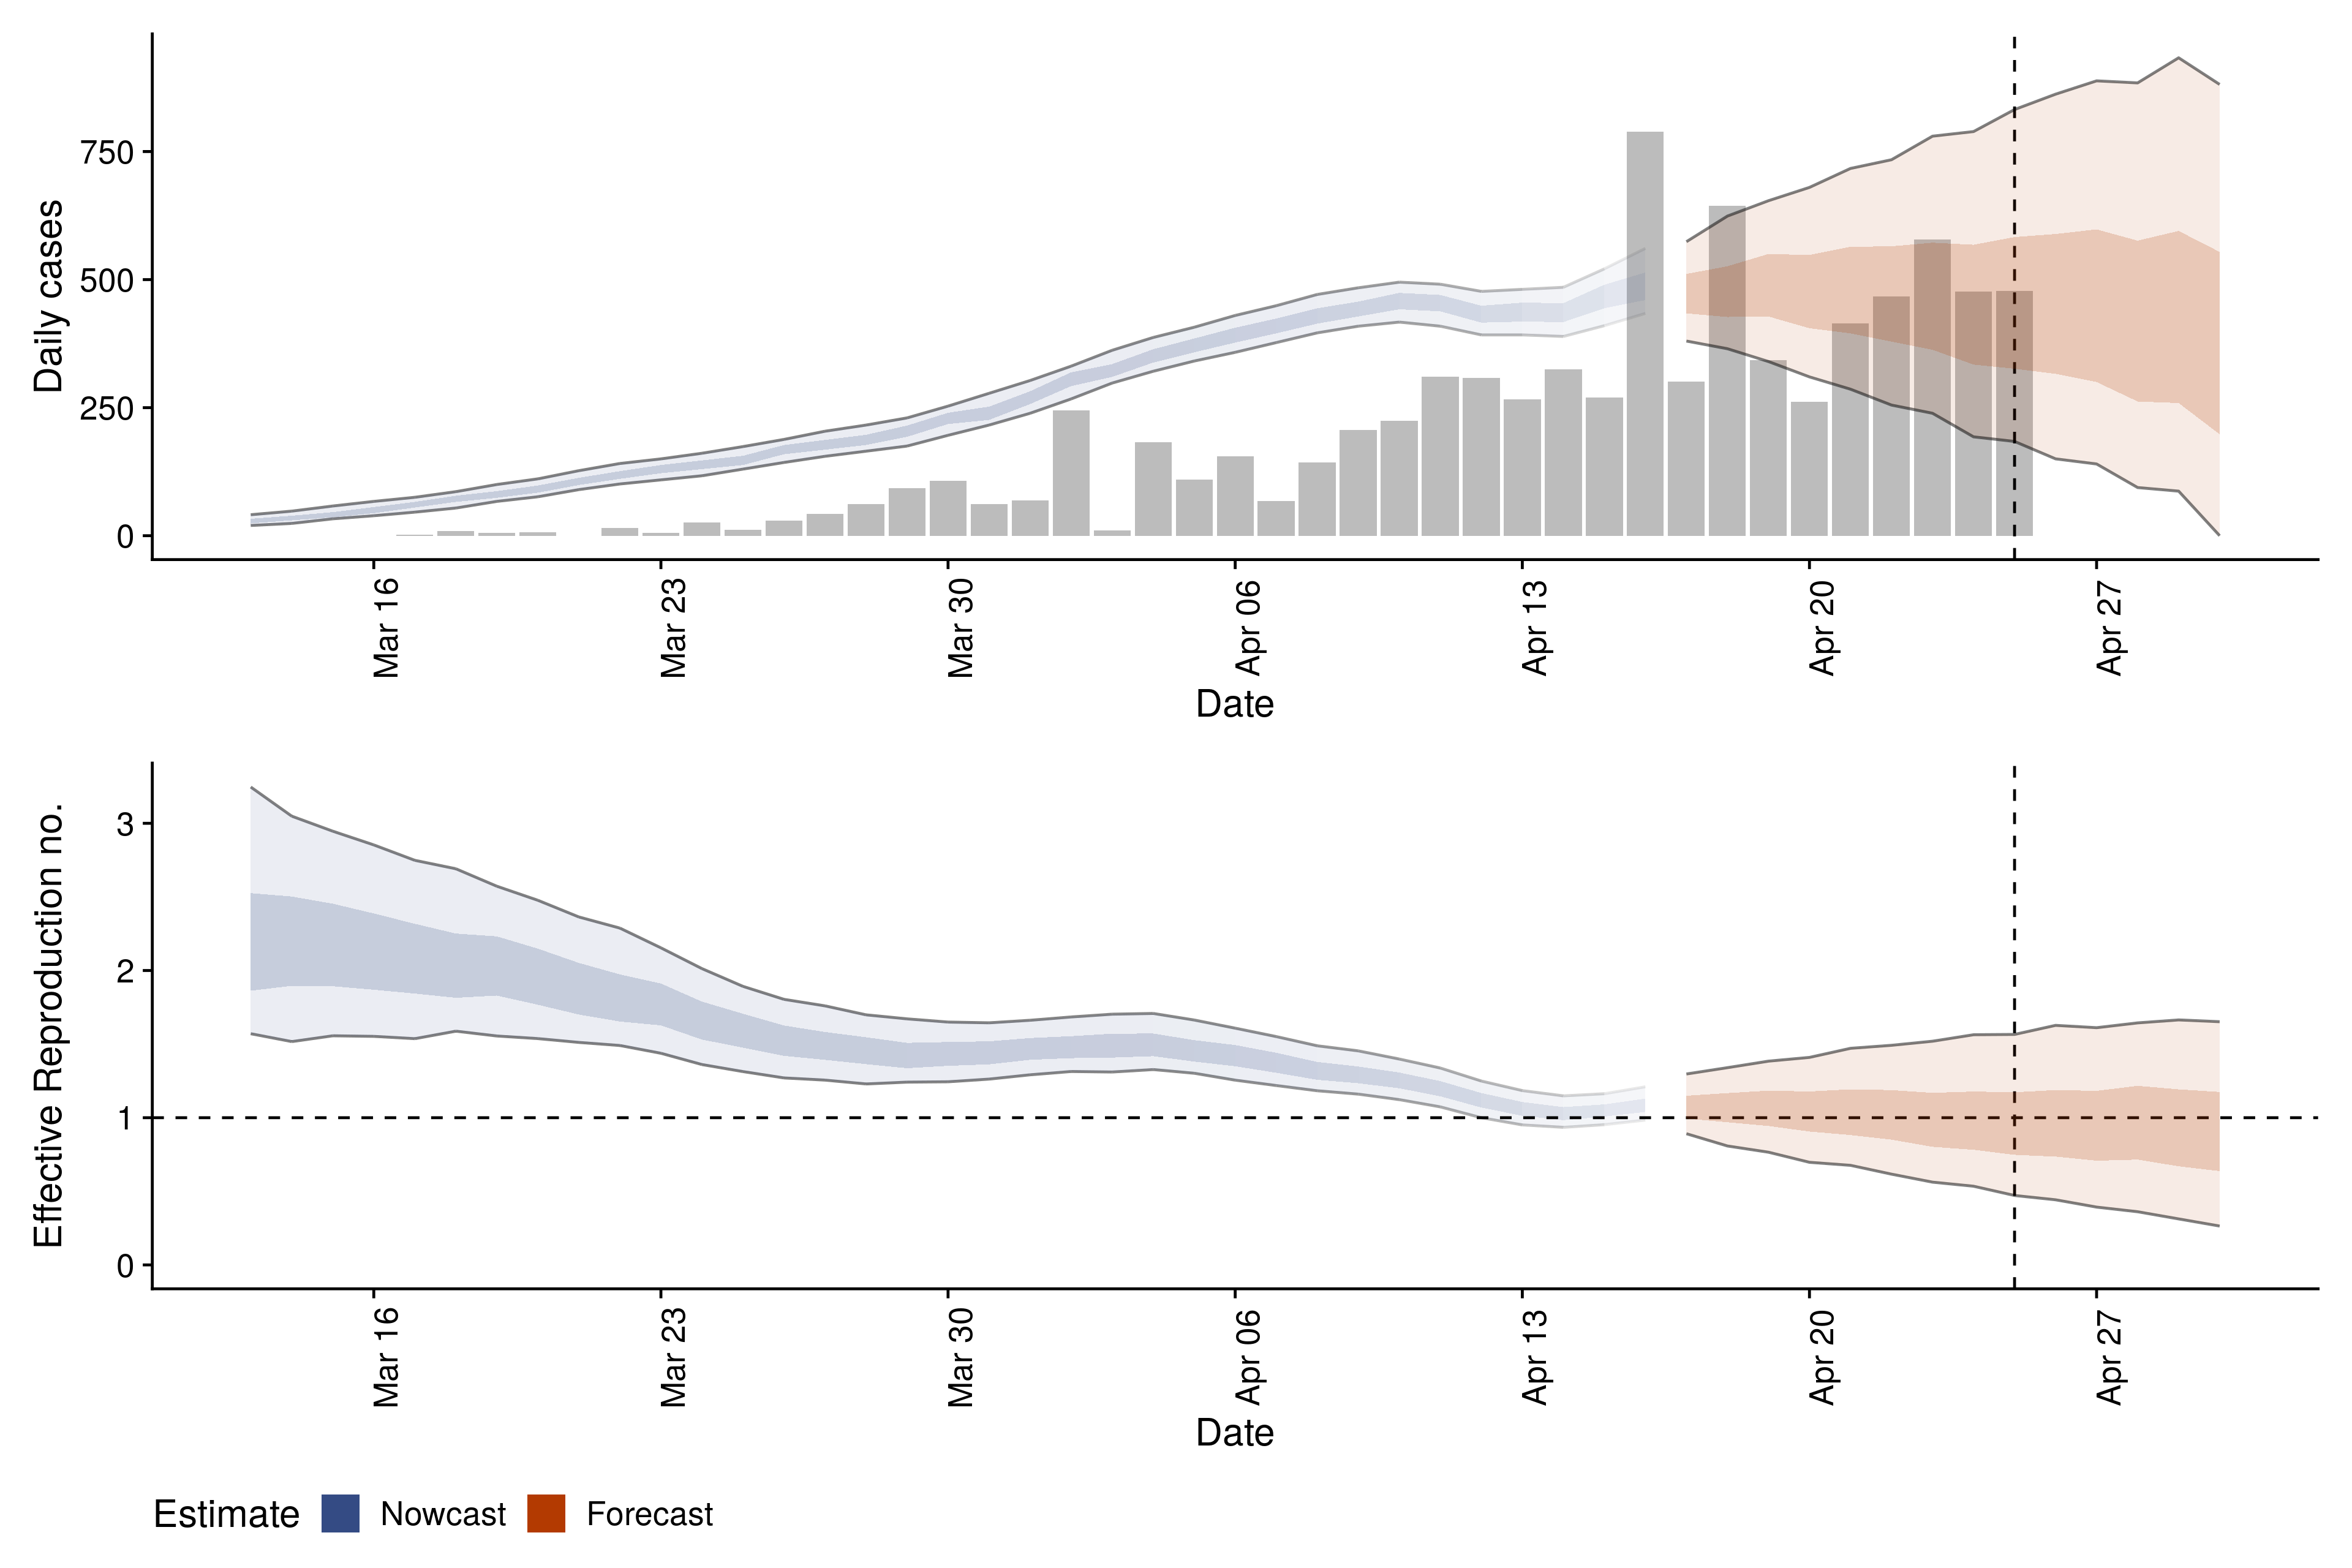 Daily cases
750
500
250
0
Mar 16
Mar 23
Mar 30
Apr 06
Apr 13
Apr 20
Apr 27
Date
Effective Reproduction no.
3
2
1
0
Mar 16
Mar 23
Mar 30
Apr 06
Apr 13
Apr 20
Apr 27
Date
Estimate Nowcast Forecast